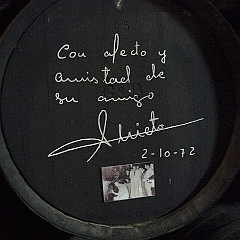 Con afecto y
amistad de
su amigo
2-10-72